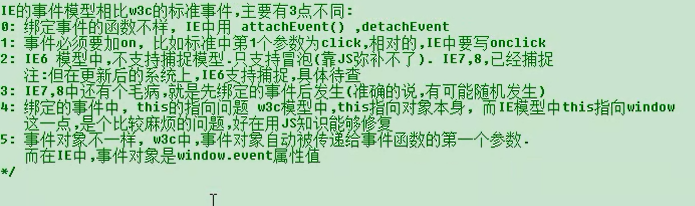 IE的事件模型相比w3c的标准事件,主要有3点不同:
0: 绑定事件的函数不样, IE中用 attachEvent() ,detachEvent
1: 事件必须要加on, 比如标准中第1个参数为click,相对的,IE中要写onclick
2: IE6 模型中,不支持捕捉模型.只支持冒泡(靠JS弥补不了). IE7,8,已经捕捉
注:但在更新后的系统上,IE6支持捕捉,具体待查
3: IE7,8中还有个毛病,就是先绑定的事件后发生(准确的说,有可能随机发生)
4: 绑定的事件中, this的指向问题 w3c模型中,this指向对象本身, 而IE模型中this指向window
这一点,是个比较麻烦的问题,好在用JS知识能够修复
5: 事件对象不一样, w3c中,事件对象自动被传递给事件函数的第一个参数.
而在IE中,事件对象是window.event属性值
*/